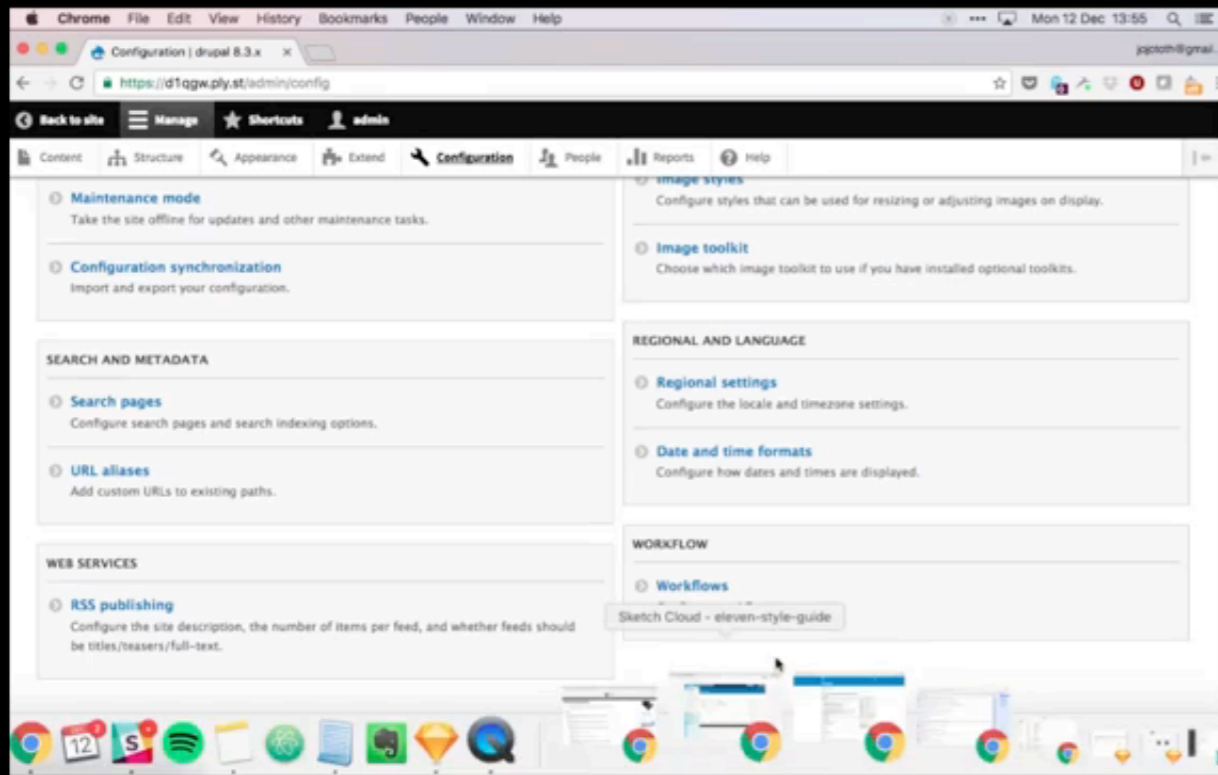 Chrome File Edit View History Bookmarks People Window Help Mon 12 Dec 13:55
Configuration | drupal 8.3.x
https://d1qgw.ply.st/admin/config
Back to site Manage Shortcuts admin
Content Structure Appearance Extend Configuration People Reports Help
Maintenance mode
Take the site offline for updates and other maintenance tasks.
Configuration synchronization
Import and export your configuration.
SEARCH AND METADATA
Search pages
Configure search pages and search indexing options.
URL aliases
Add custom URLs to existing paths.
WEB SERVICES
RSS publishing
Configure the site description, the number of items per feed, and whether feeds should
be titles/teasers/full-text.
Image styles
Configure styles that can be used for resizing or adjusting images on display.
Image toolkit
Choose which image toolkit to use if you have installed optional toolkits.
REGIONAL AND LANGUAGE
Regional settings
Configure the locale and timezone settings.
Date and time formats
Configure how dates and times are displayed.
WORKFLOW
Workflows
Sketch Cloud - eleven-style-guide
12